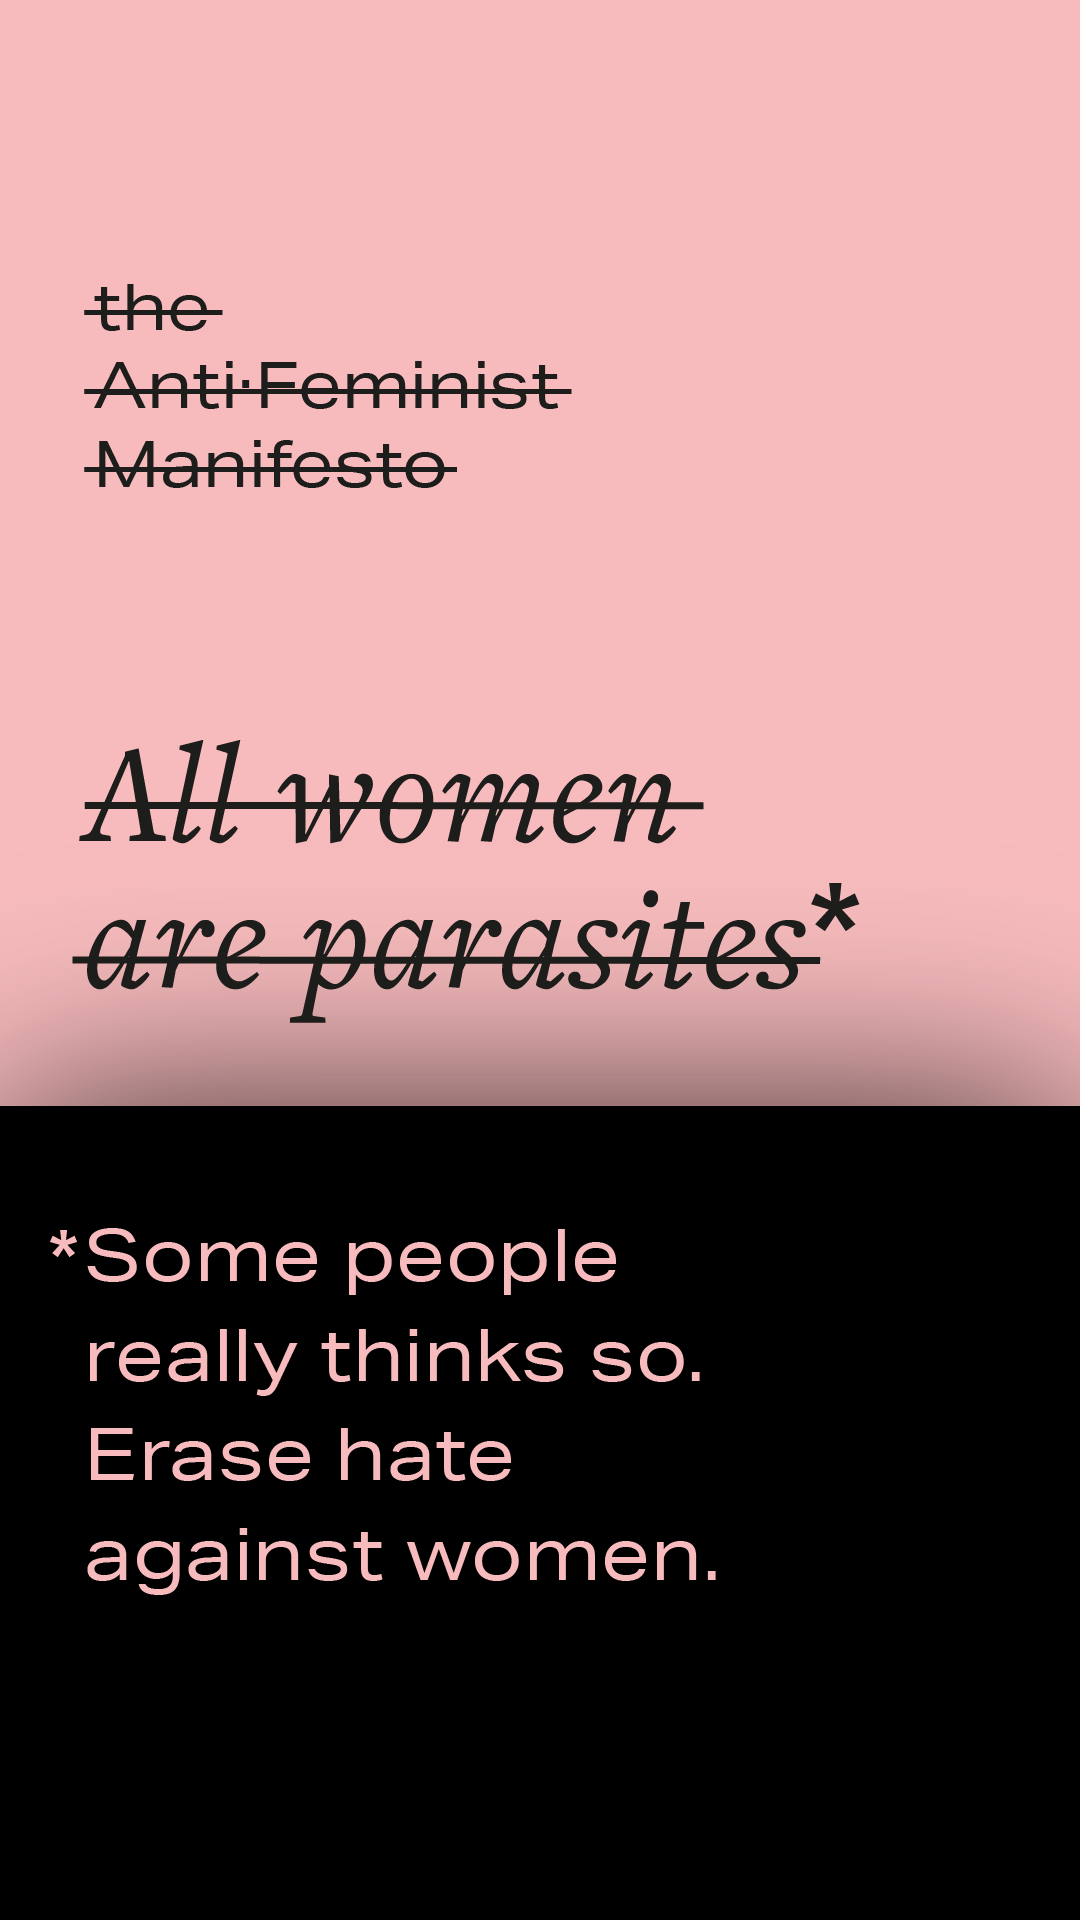 the
Anti·Feminist
Manifesto
All women
are parasites*
*Some people
really thinks so.
Erase hate
against women.